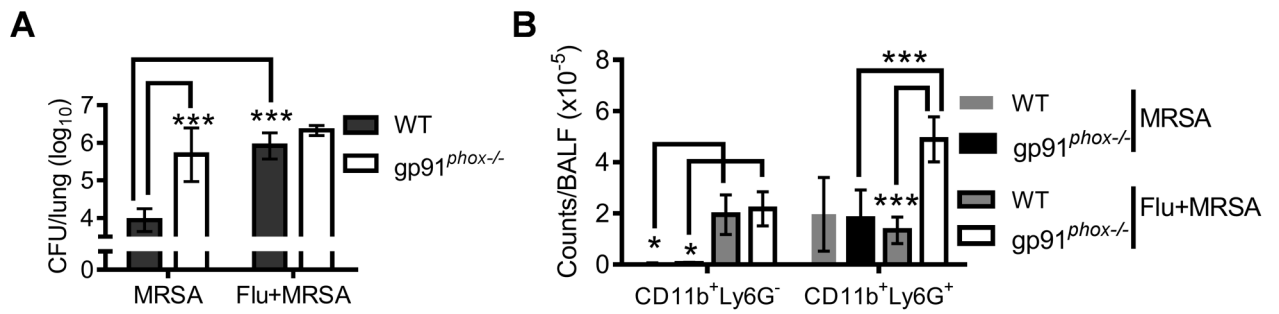 A
CFU/lung (log10)
7
6
5
4
0
***
***
MRSA
Flu+MRSA
WT
gp91phox-/-
B
Counts/BALF (x10-5)
8
6
4
2
0
*
*
***
***
CD11b+Ly6G-
CD11b+Ly6G+
WT
gp91phox-/-
MRSA
WT
gp91phox-/-
Flu+MRSA